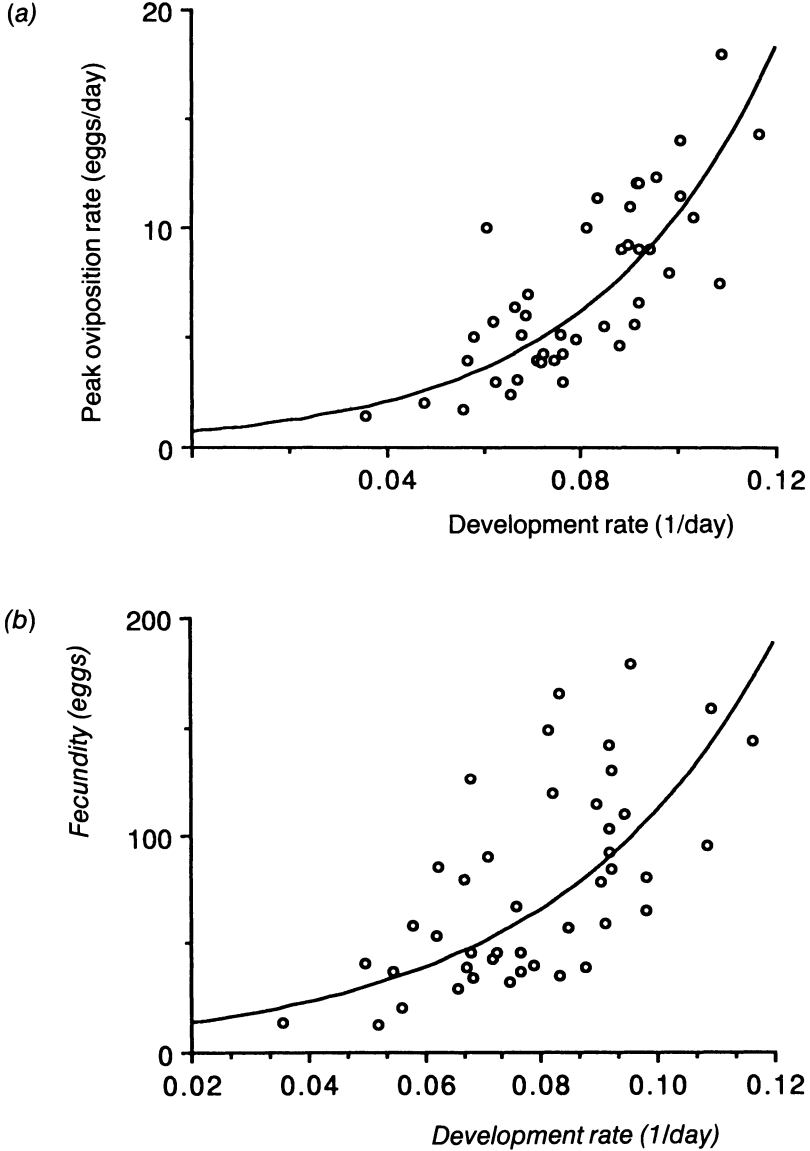 (a)
20
10
0
Peak oviposition rate (eggs/day)
0.04 0.08 0.12
Development rate (1/day)
(b)
200
100
0
Fecundity (eggs)
0.02 0.04 0.06 0.08 0.10 0.12
Development rate (1/day)